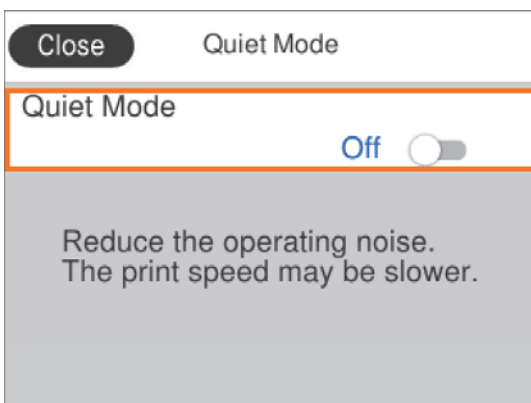 Close Quiet Mode
Quiet Mode
Off
Reduce the operating noise.
The print speed may be slower.